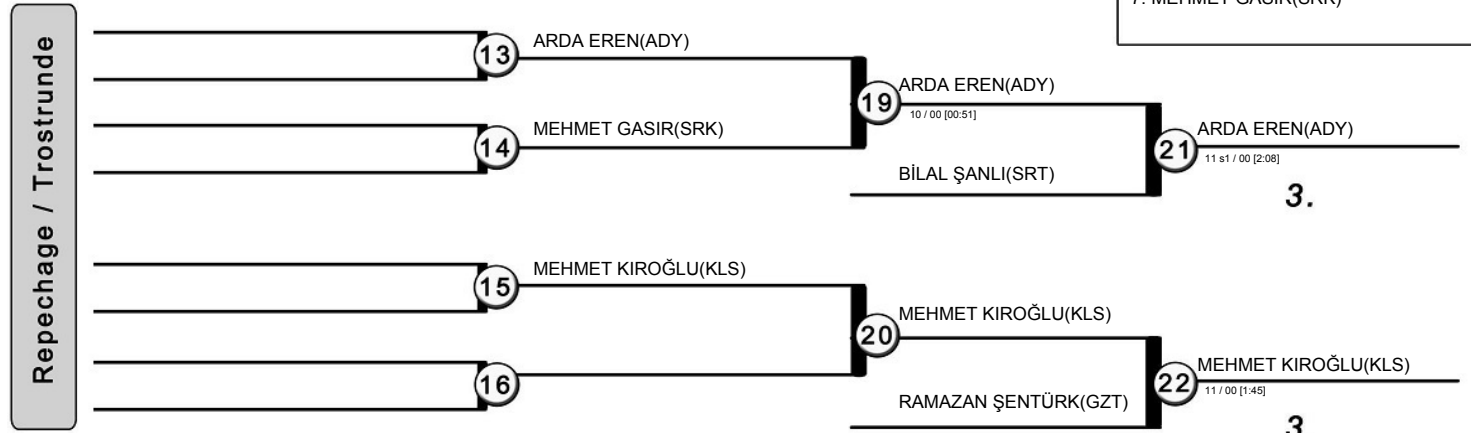 7. MEHMET GASIR(SRK)
Repechage / Trostrunde
13
ARDA EREN(ADY)
14
MEHMET GASIR(SRK)
19
ARDA EREN(ADY)
10 / 00 [00:51]
BİLAL ŞANLI(SRT)
21
ARDA EREN(ADY)
11 s1 / 00 [2:08]
3.
15
MEHMET KIROĞLU(KLS)
16
20
MEHMET KIROĞLU(KLS)
RAMAZAN ŞENTÜRK(GZT)
22
MEHMET KIROĞLU(KLS)
11 / 00 [1:45]
3.